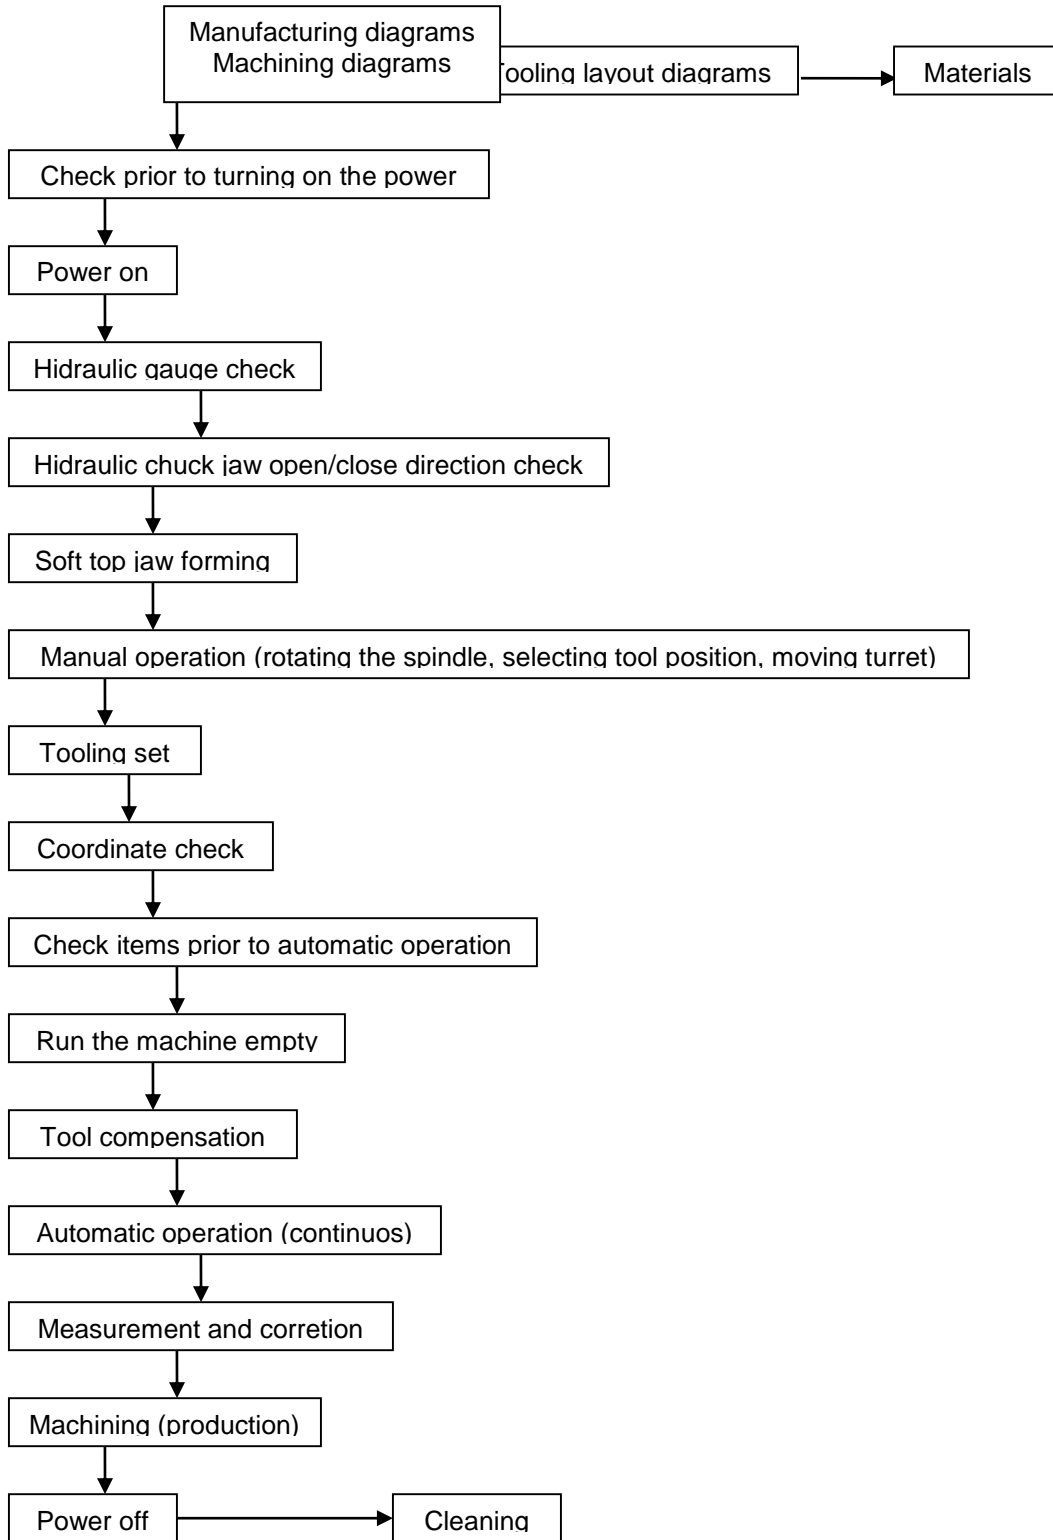 Manufacturing diagrams
Machining diagrams
Tooling layout diagrams
Materials
Check prior to turning on the power
Power on
Hidraulic gauge check
Hidraulic chuck jaw open/close direction check
Soft top jaw forming
Manual operation (rotating the spindle, selecting tool position, moving turret)
Tooling set
Coordinate check
Check items prior to automatic operation
Run the machine empty
Tool compensation
Automatic operation (continuos)
Measurement and corretion
Machining (production)
Power off
Cleaning